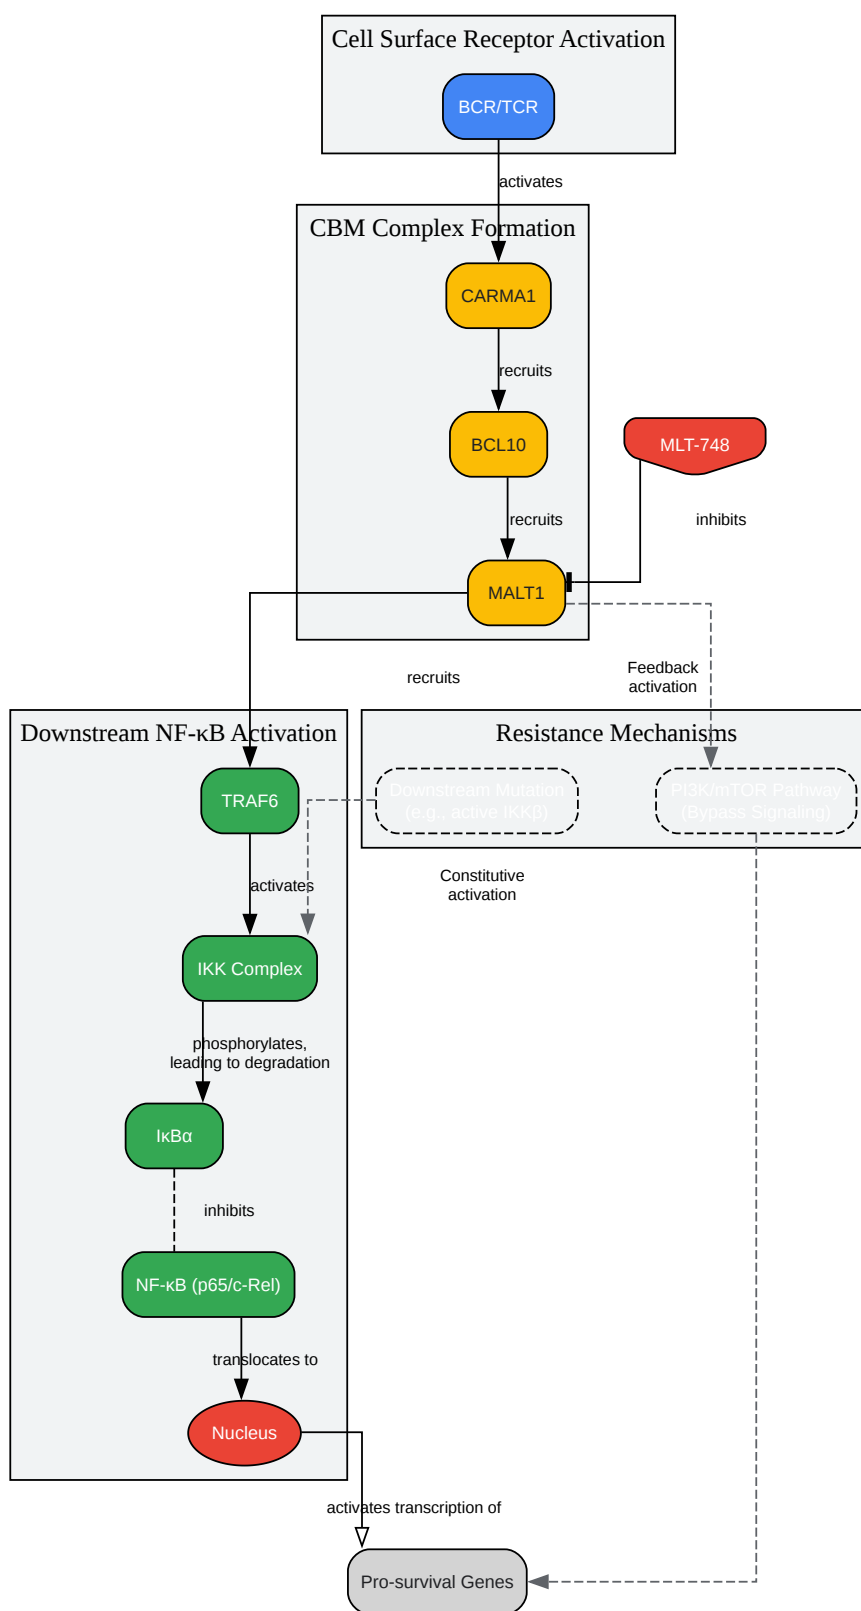 Cell Surface Receptor Activation
BCR/TCR
activates
CBM Complex Formation
CARMA1
recruits
BCL10
MLT-748
recruits
inhibits
MALT1
recruits
Feedback
activation
Downstream NF-κB Activation
Resistance Mechanisms
TRAF6
Downstream Mutation
(e.g., active IKKβ)
PI3K/mTOR Pathway
(Bypass Signaling)
activates
Constitutive
activation
IKK Complex
phosphorylates,
leading to degradation
IκBα
inhibits
NF-κB (p65/c-Rel)
translocates to
Nucleus
activates transcription of
Pro-survival Genes